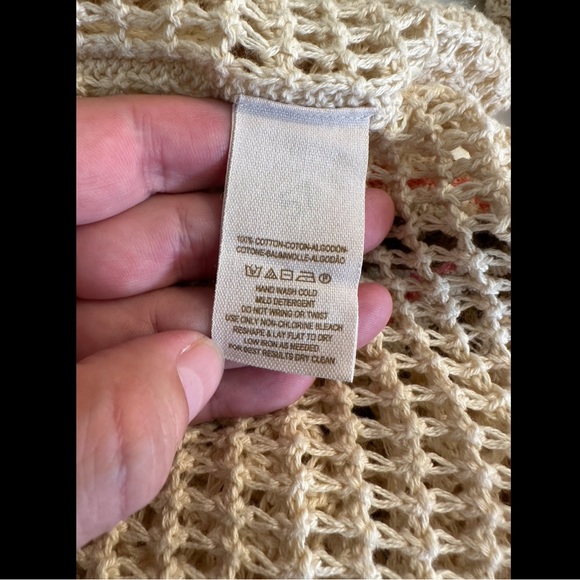 100% COTTON-COTON-ALGODÓN-
COTONE-BAUMWOLLE-ALGODÃO
HAND WASH COLD
MILD DETERGENT
DO NOT WRING OR TWIST
USE ONLY NON-CHLORINE BLEACH
RESHAPE & LAY FLAT TO DRY
LOW IRON AS NEEDED
FOR BEST RESULTS DRY CLEAN